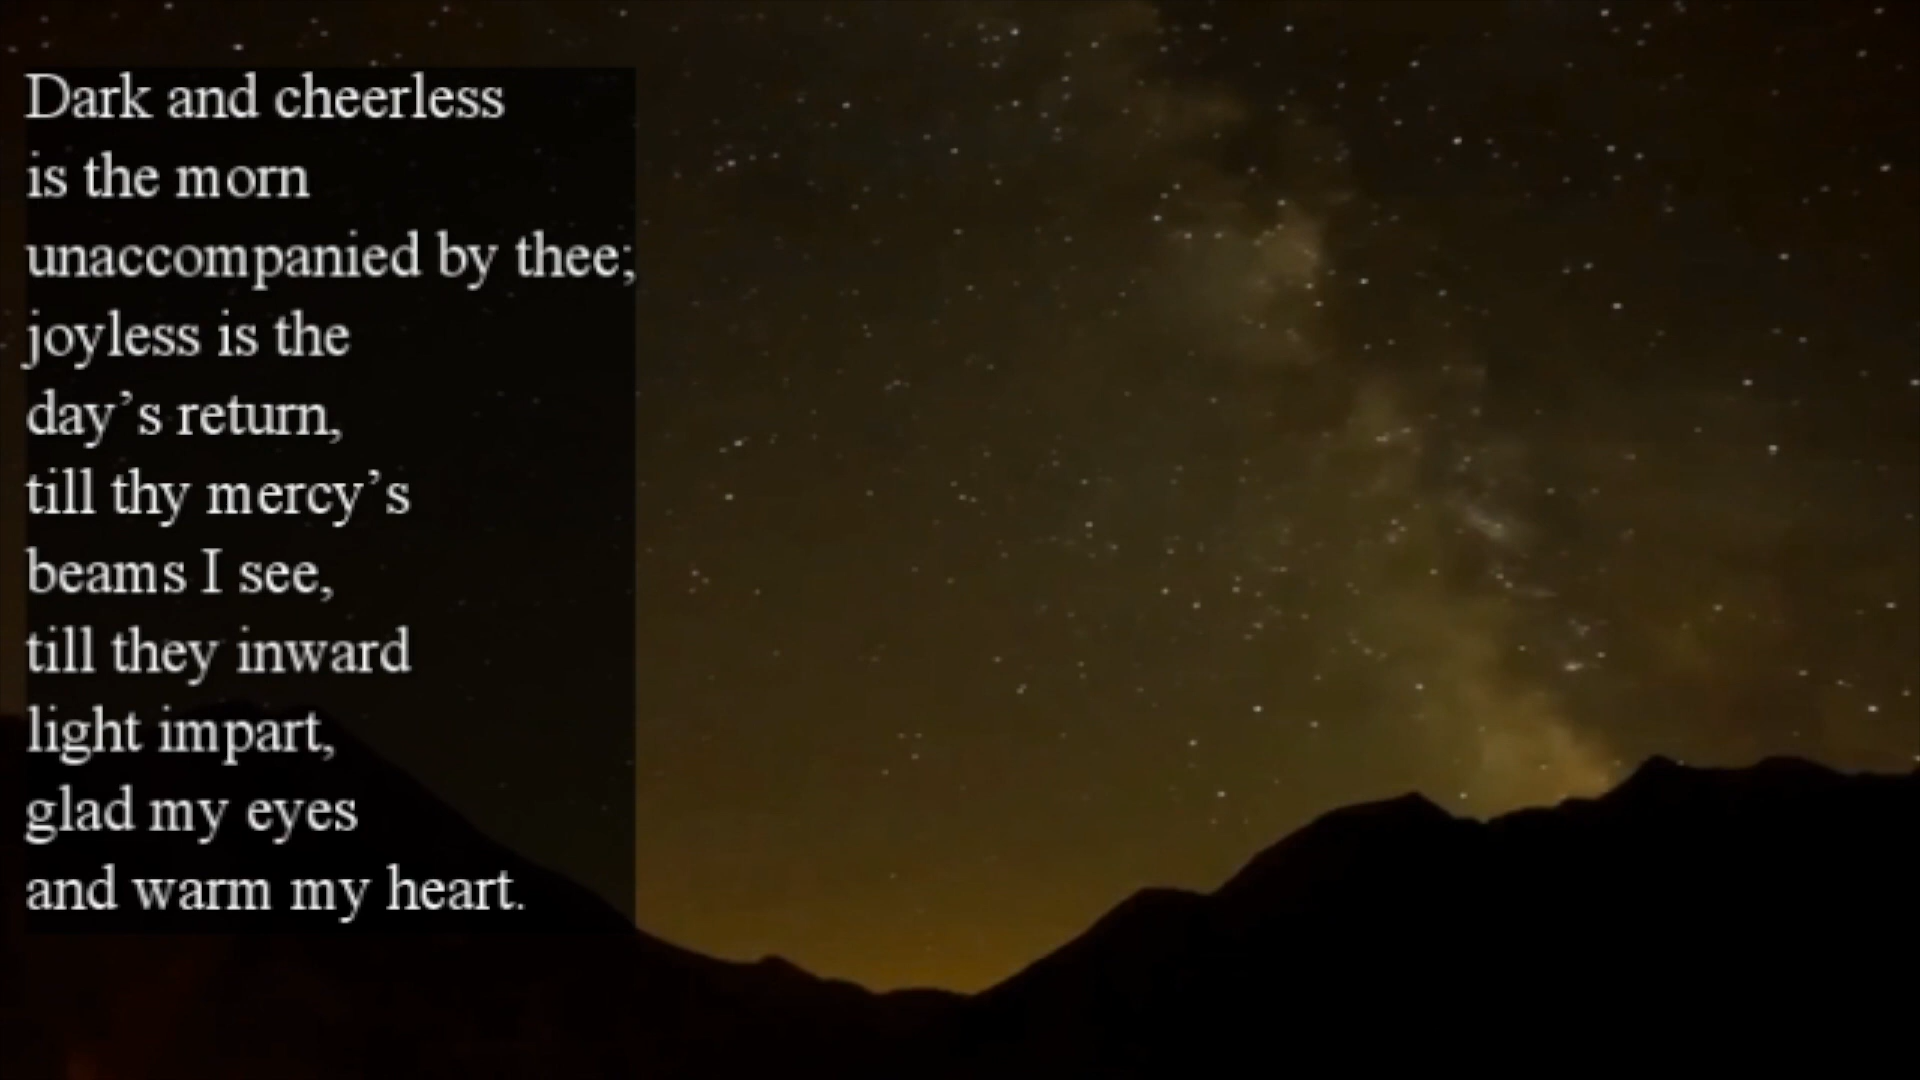 Dark and cheerless
is the morn
unaccompanied by thee;
joyless is the
day’s return,
till thy mercy’s
beams I see,
till they inward
light impart,
glad my eyes
and warm my heart.